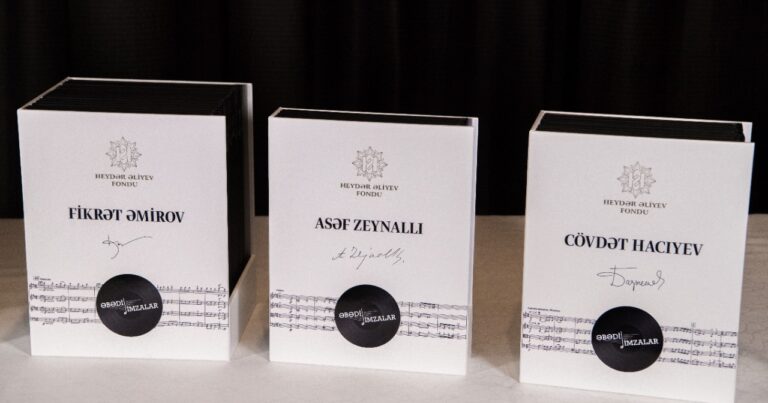 HEYDƏR ƏLİYEV
FONDU
FİKRƏT ƏMİROV
ƏBƏDİ
İMZALAR
HEYDƏR ƏLİYEV
FONDU
ASƏF ZEYNALLI
A Zejnallı
ƏBƏDİ
İMZALAR
HEYDƏR ƏLİYEV
FONDU
CÖVDƏT HACIYEV
ƏBƏDİ
İMZALAR